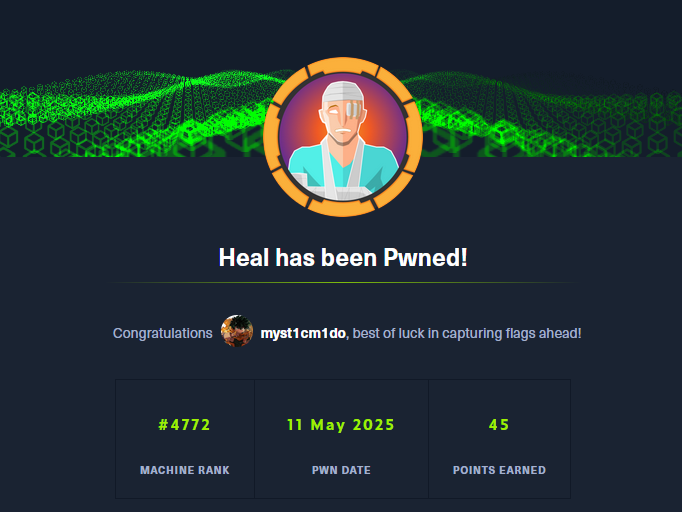 Heal has been Pwned!
Congratulations myst1cm1do, best of luck in capturing flags ahead!
#4772 11 May 2025 45
MACHINE RANK PWN DATE POINTS EARNED